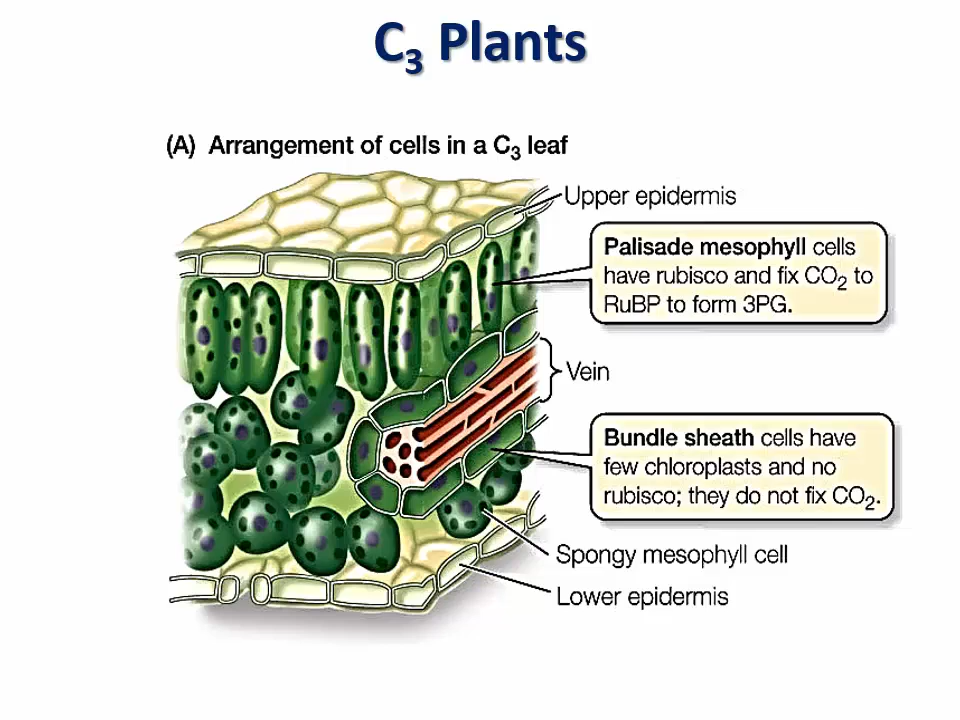 C₃ Plants
(A) Arrangement of cells in a C₃ leaf
Upper epidermis
Palisade mesophyll cells
have rubisco and fix CO₂ to
RuBP to form 3PG.
Vein
Bundle sheath cells have
few chloroplasts and no
rubisco; they do not fix CO₂.
Spongy mesophyll cell
Lower epidermis